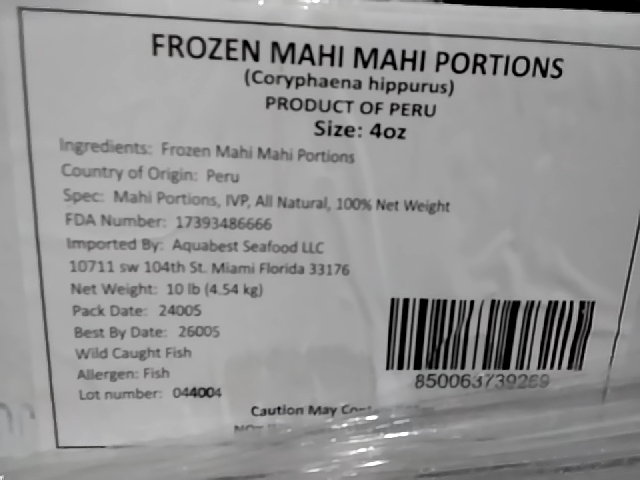 FROZEN MAHI MAHI PORTIONS
(Coryphaena hippurus)
PRODUCT OF PERU
Size: 4oz
Ingredients: Frozen Mahi Mahi Portions
Country of Origin: Peru
Spec: Mahi Portions, IVP, All Natural, 100% Net Weight
FDA Number: 17393486666
Imported By: Aquabest Seafood LLC
10711 sw 104th St. Miami Florida 33176
Net Weight: 10 lb (4.54 kg)
Pack Date: 24005
Best By Date: 26005
Wild Caught Fish
Allergen: Fish
Lot number: 044004
850063739289
Caution May